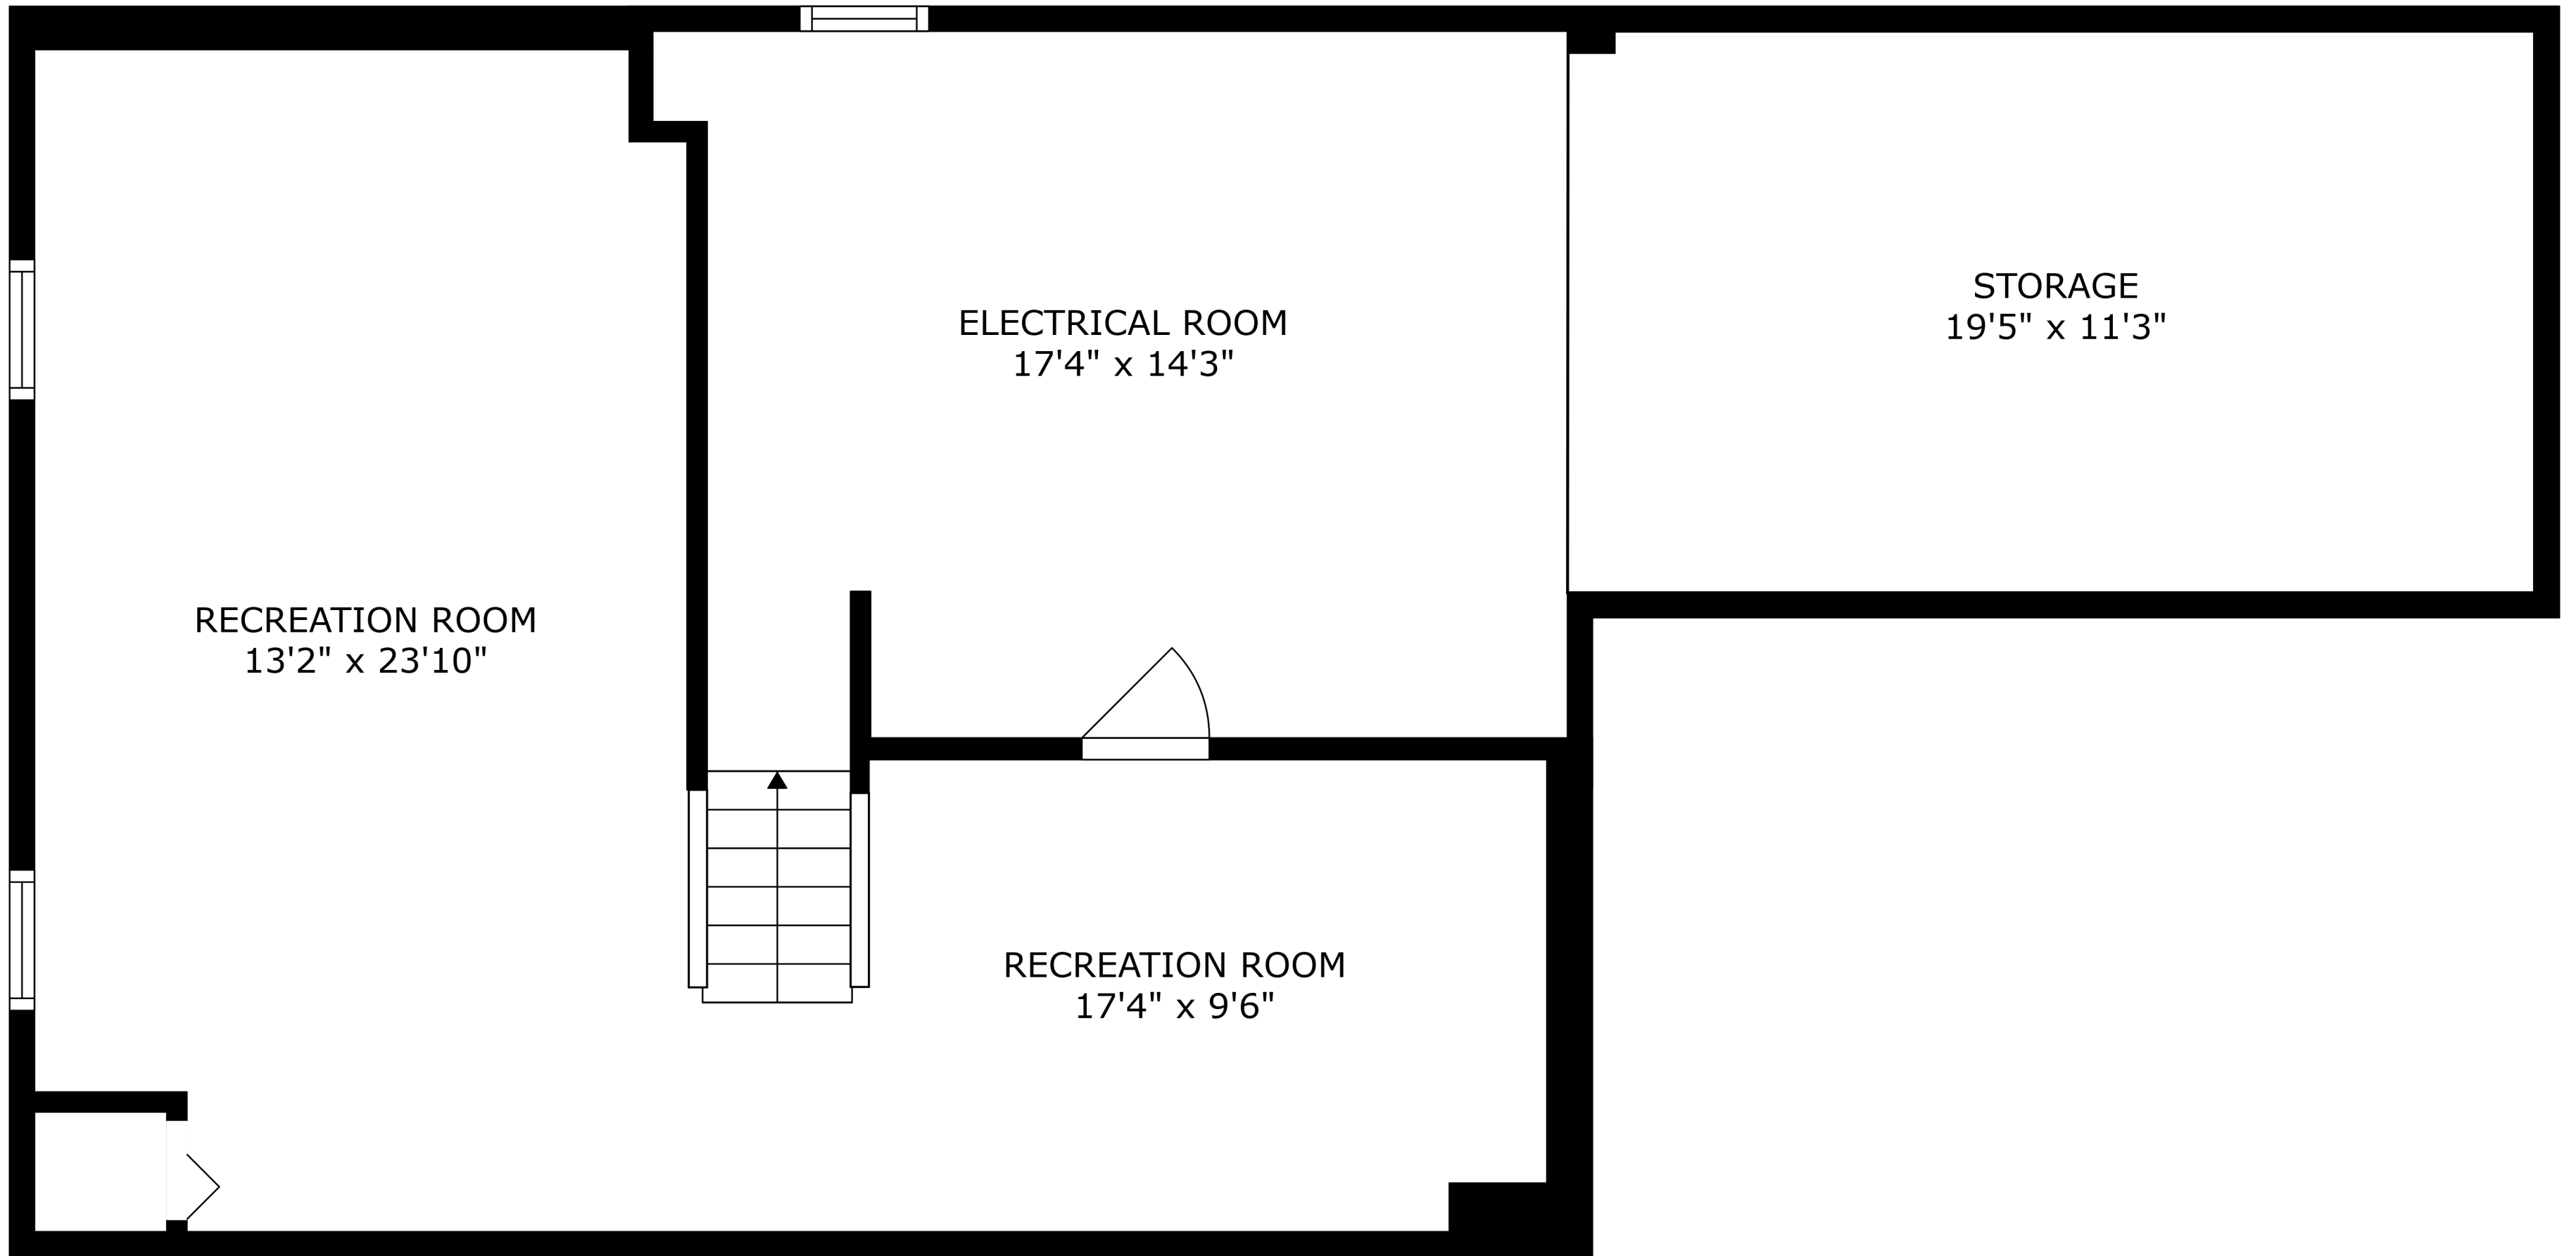 ELECTRICAL ROOM
17'4" x 14'3"
STORAGE
19'5" x 11'3"
RECREATION ROOM
13'2" x 23'10"
RECREATION ROOM
17'4" x 9'6"